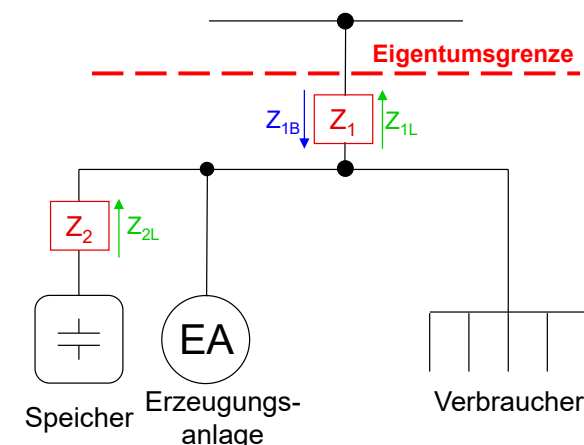 Eigentumsgrenze
Z1B
Z1
Z1L
Z2
Z2L
EA
Speicher
Erzeugungs-
anlage
Verbraucher